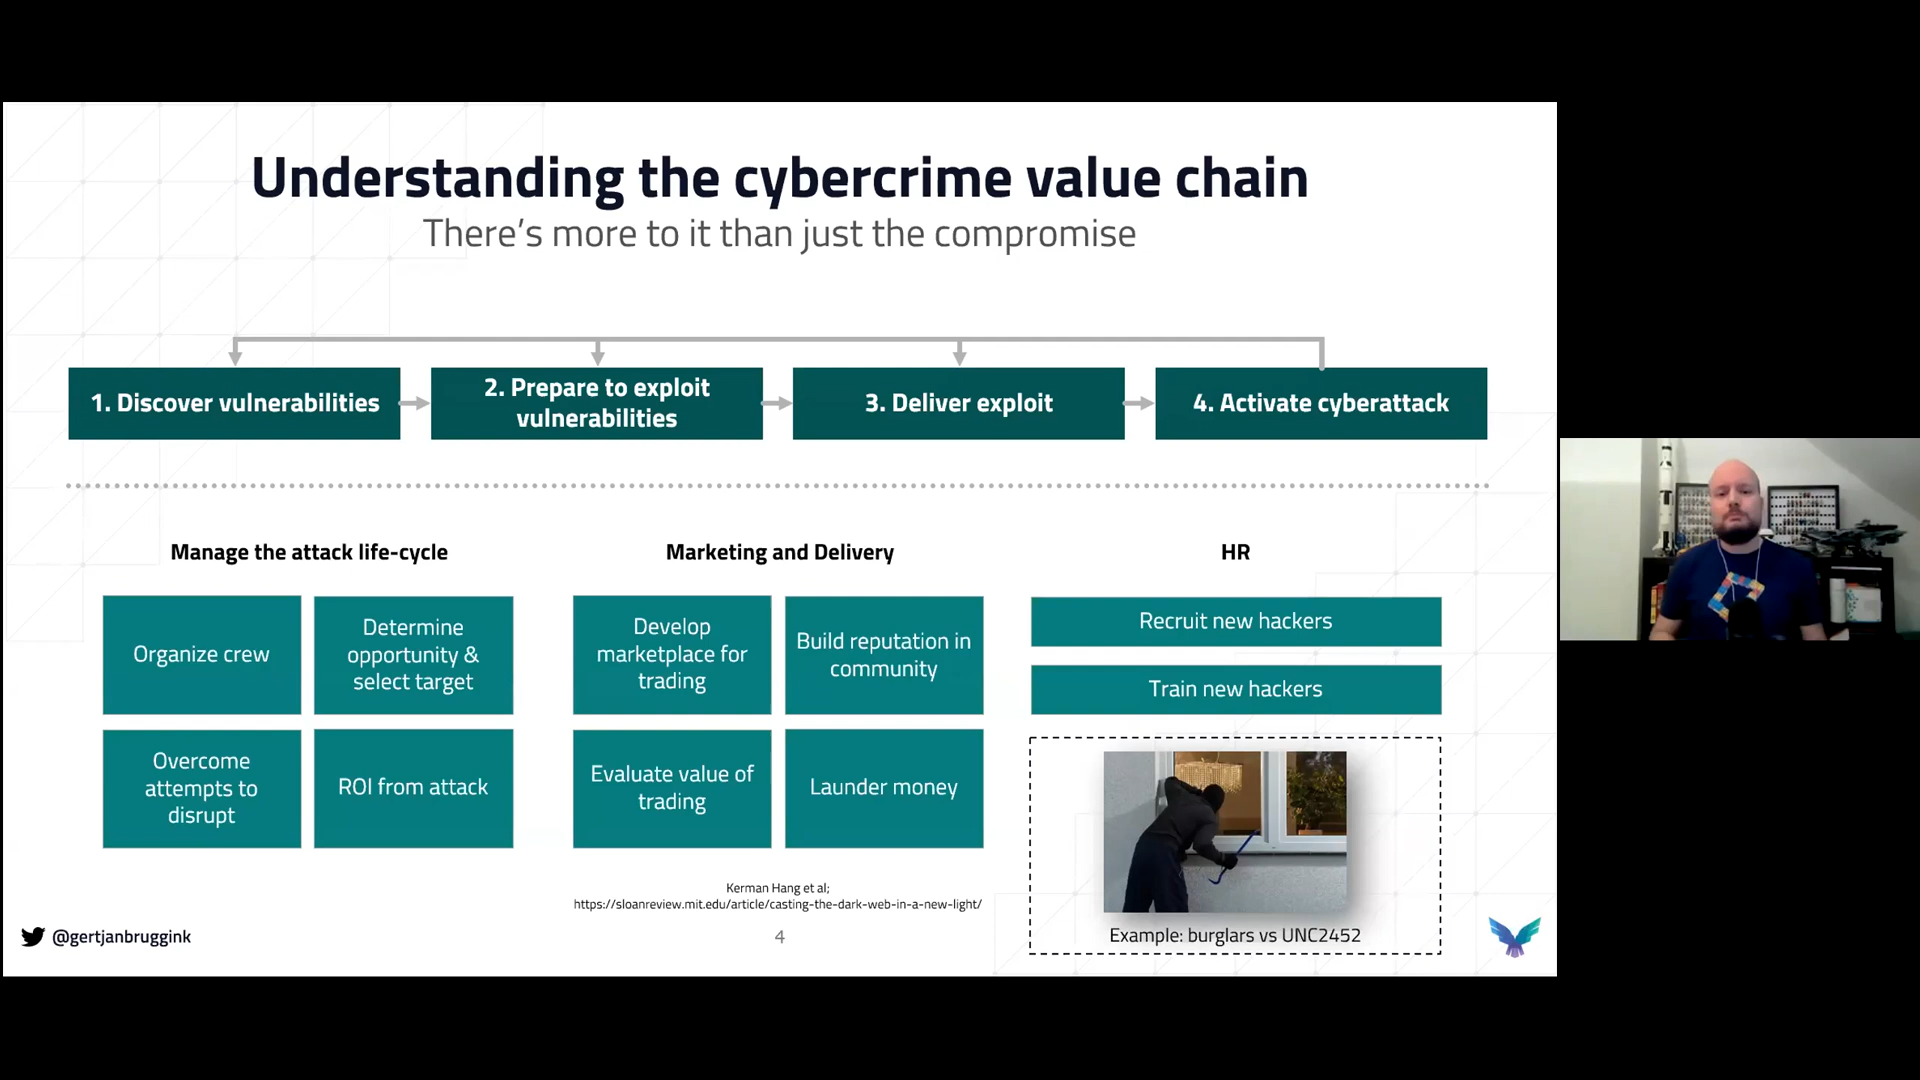 Understanding the cybercrime value chain
There's more to it than just the compromise
1. Discover vulnerabilities
2. Prepare to exploit
vulnerabilities
3. Deliver exploit
4. Activate cyberattack
Manage the attack life-cycle
Organize crew
Determine
opportunity &
select target
Overcome
attempts to
disrupt
ROI from attack
Marketing and Delivery
Develop
marketplace for
trading
Build reputation in
community
Evaluate value of
trading
Launder money
HR
Recruit new hackers
Train new hackers
Example: burglars vs UNC2452
Kerman Hang et al;
https://sloanreview.mit.edu/article/casting-the-dark-web-in-a-new-light/
@gertjanbruggink
4